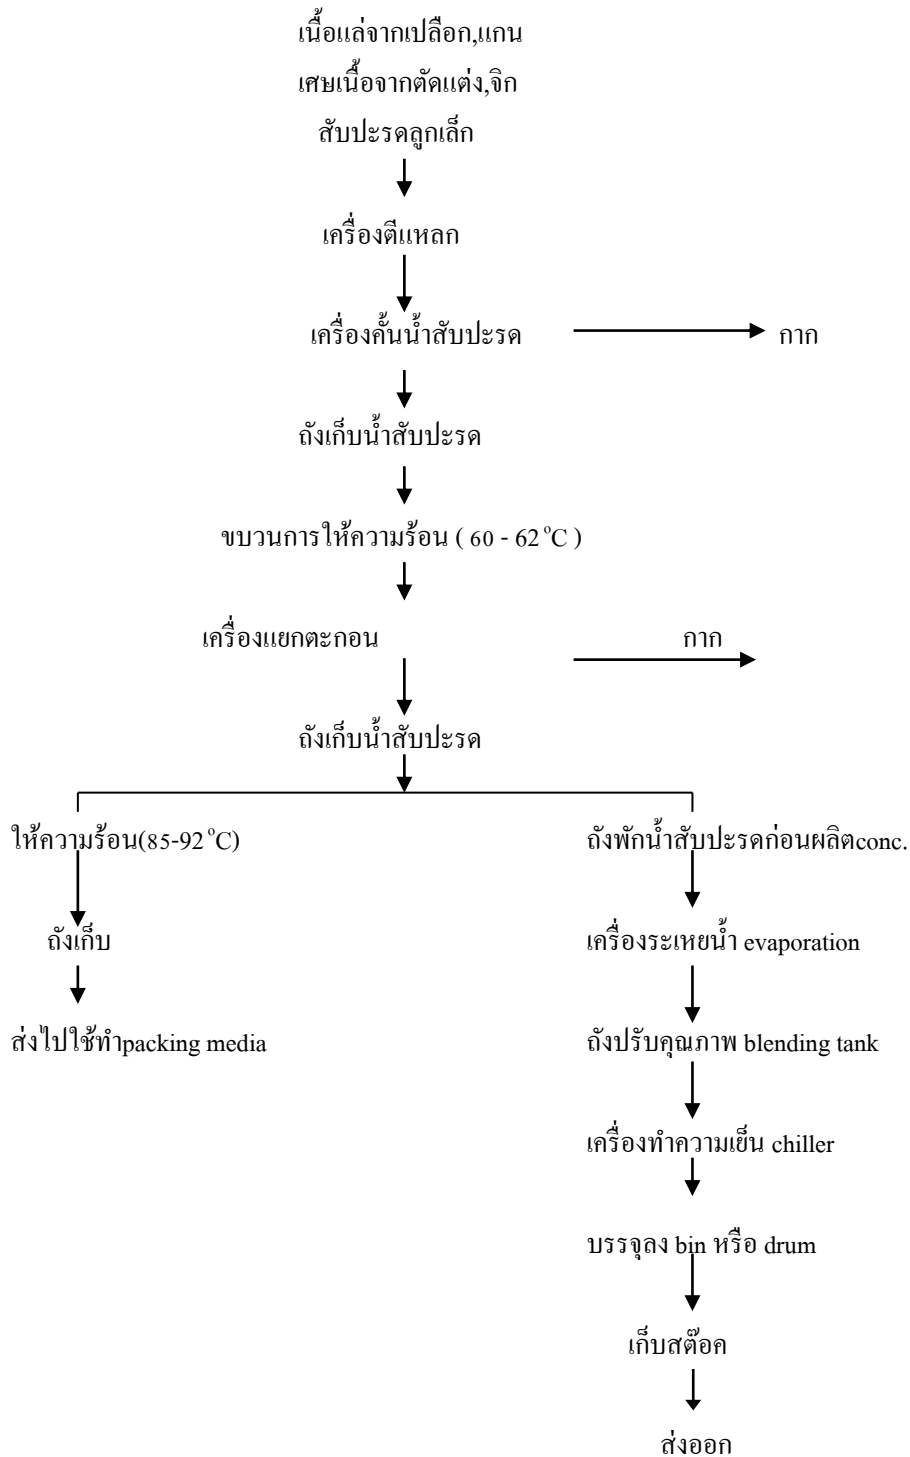 เนื้อแล่จากเปลือก,แกน
เศษเนื้อจากตัดแต่ง,จิก
สับปะรดลูกเล็ก
เครื่องตีแหลก
เครื่องคั้นน้ำสับปะรด
กาก
ถังเก็บน้ำสับปะรด
ขบวนการให้ความร้อน ( 60 - 62 °C )
เครื่องแยกตะกอน
กาก
ถังเก็บน้ำสับปะรด
ให้ความร้อน(85-92 °C)
ถังเก็บ
ส่งไปใช้ทำpacking media
ถังพักน้ำสับปะรดก่อนผลิตconc.
เครื่องระเหยน้ำ evaporation
ถังปรับคุณภาพ blending tank
เครื่องทำความเย็น chiller
บรรจุลง bin หรือ drum
เก็บสต๊อค
ส่งออก